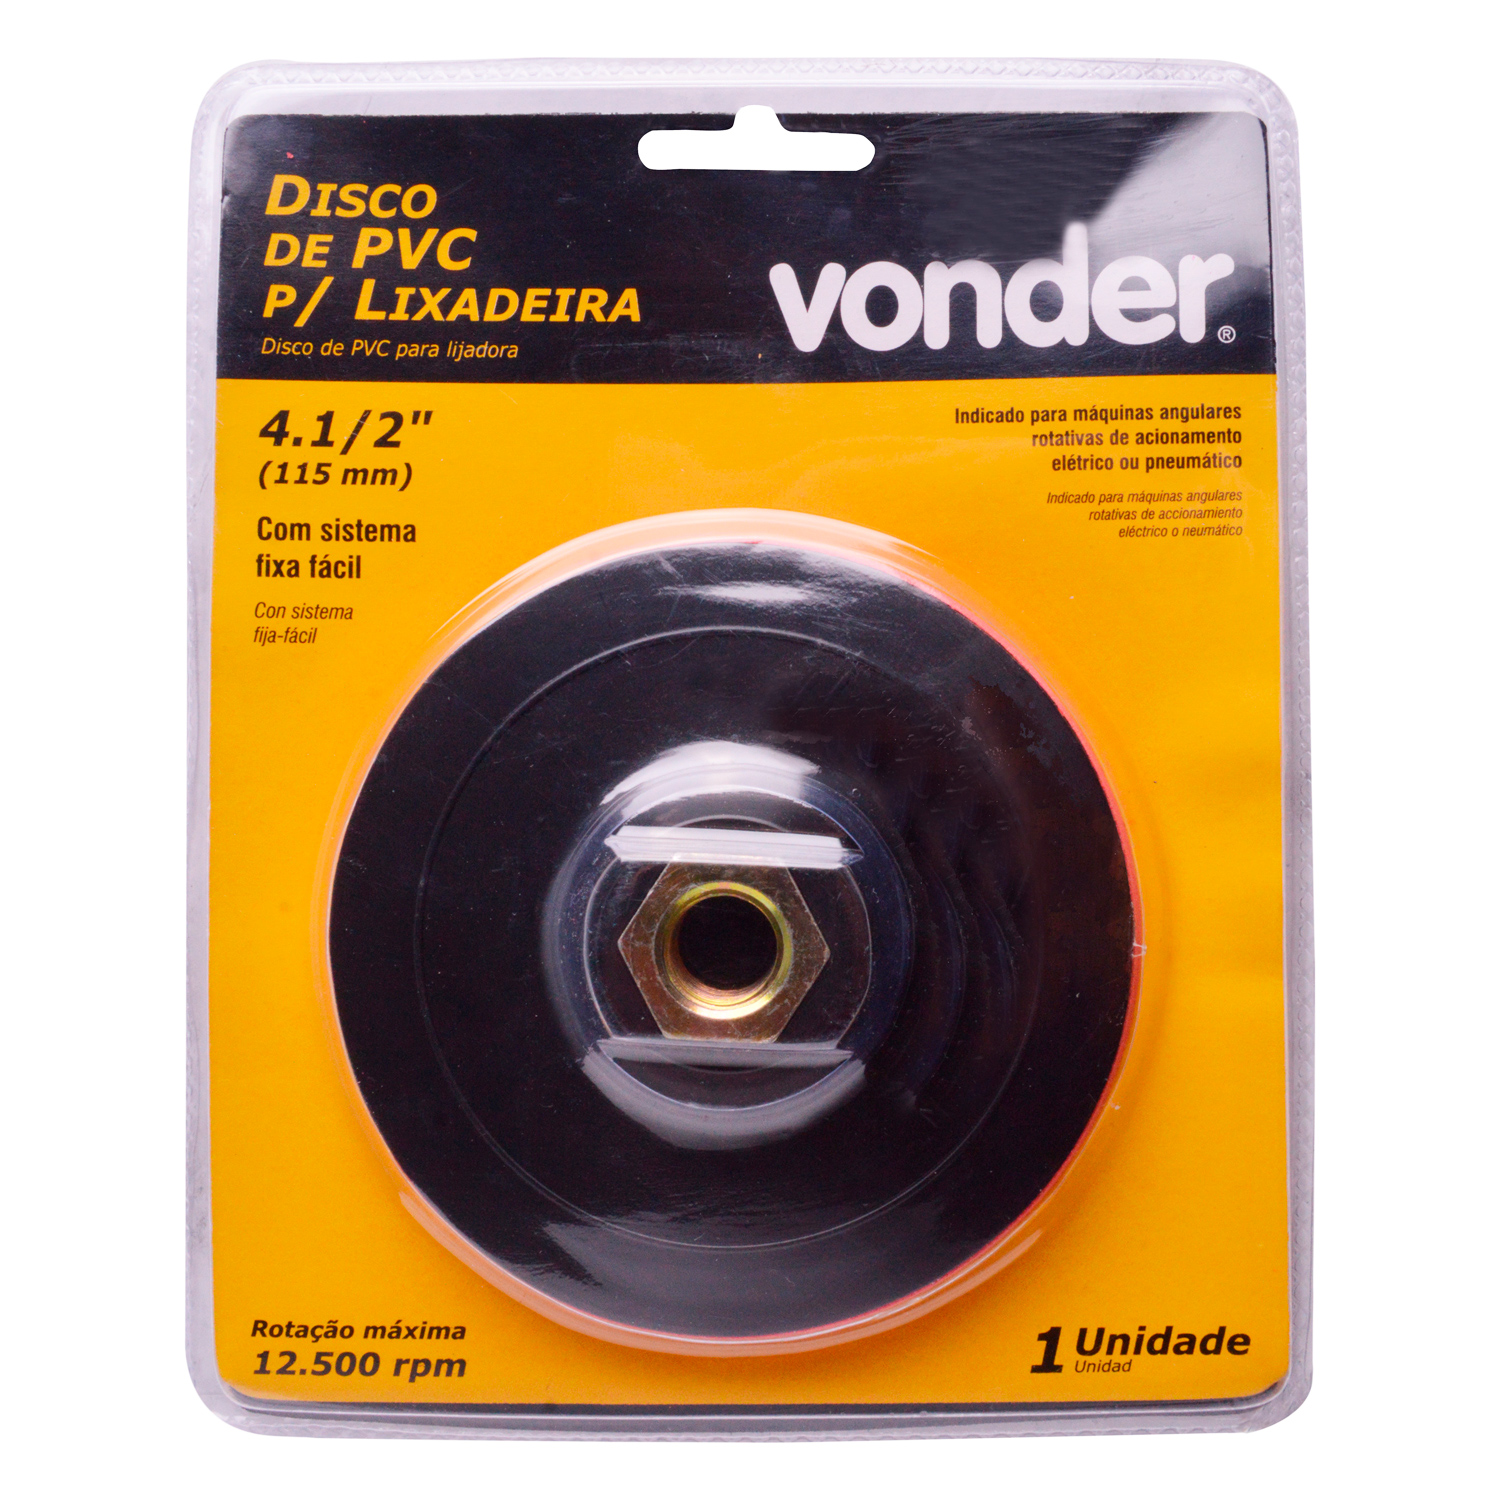 DISCO
DE PVC
P/ LIXADEIRA
Disco de PVC para lijadora
vonder®
4.1/2"
(115 mm)
Com sistema
fixa fácil
Con sistema
fija-fácil
Indicado para máquinas angulares
rotativas de acionamento
elétrico ou pneumático
Indicado para máquinas angulares
rotativas de accionamiento
eléctrico o neumático
Rotação máxima
12.500 rpm
1 Unidade
Unidad